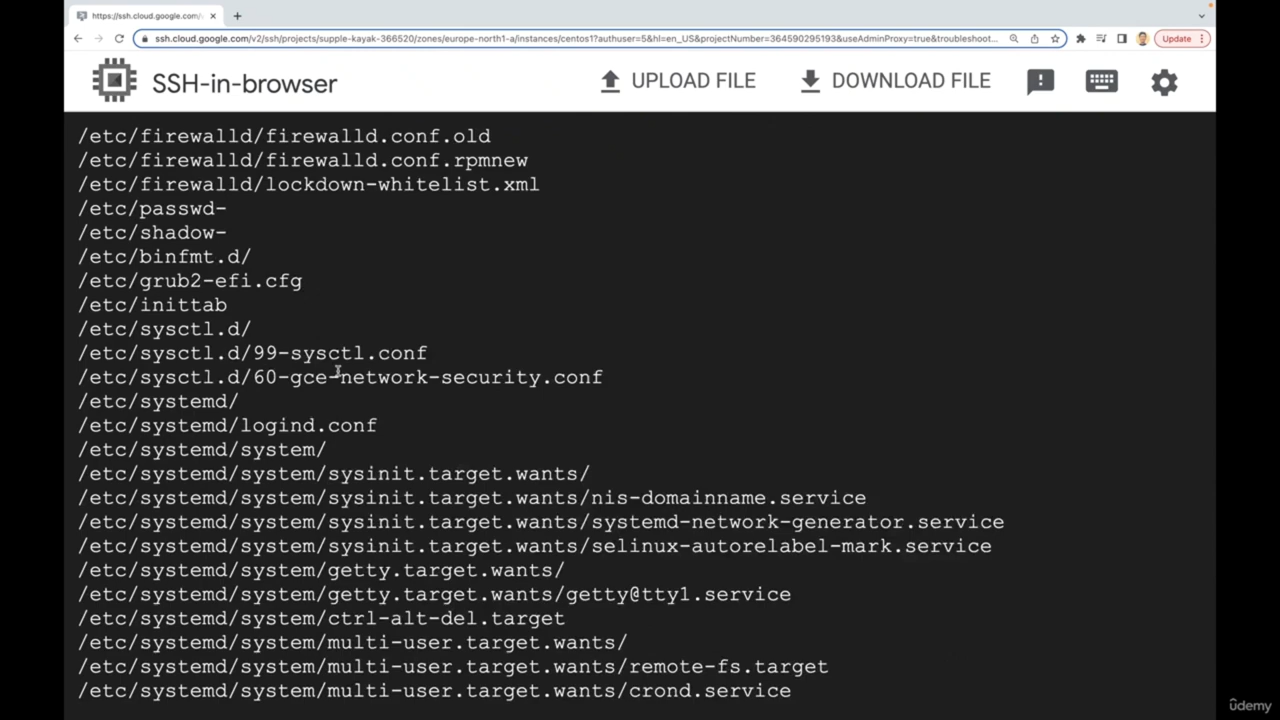 https://ssh.cloud.google.com/v
ssh.cloud.google.com/v2/ssh/projects/supple-kayak-366520/zones/europe-north1-a/instances/centos1?authuser=5&hl=en_US&projectNumber=364590295193&useAdminProxy=true&troubleshoot...
Update
SSH-in-browser
UPLOAD FILE
DOWNLOAD FILE
/etc/firewalld/firewalld.conf.old
/etc/firewalld/firewalld.conf.rpmnew
/etc/firewalld/lockdown-whitelist.xml
/etc/passwd-
/etc/shadow-
/etc/binfmt.d/
/etc/grub2-efi.cfg
/etc/inittab
/etc/sysctl.d/
/etc/sysctl.d/99-sysctl.conf
/etc/sysctl.d/60-gce-network-security.conf
/etc/systemd/
/etc/systemd/logind.conf
/etc/systemd/system/
/etc/systemd/system/sysinit.target.wants/
/etc/systemd/system/sysinit.target.wants/nis-domainname.service
/etc/systemd/system/sysinit.target.wants/systemd-network-generator.service
/etc/systemd/system/sysinit.target.wants/selinux-autorelabel-mark.service
/etc/systemd/system/getty.target.wants/
/etc/systemd/system/getty.target.wants/getty@tty1.service
/etc/systemd/system/ctrl-alt-del.target
/etc/systemd/system/multi-user.target.wants/
/etc/systemd/system/multi-user.target.wants/remote-fs.target
/etc/systemd/system/multi-user.target.wants/crond.service
ûdemy